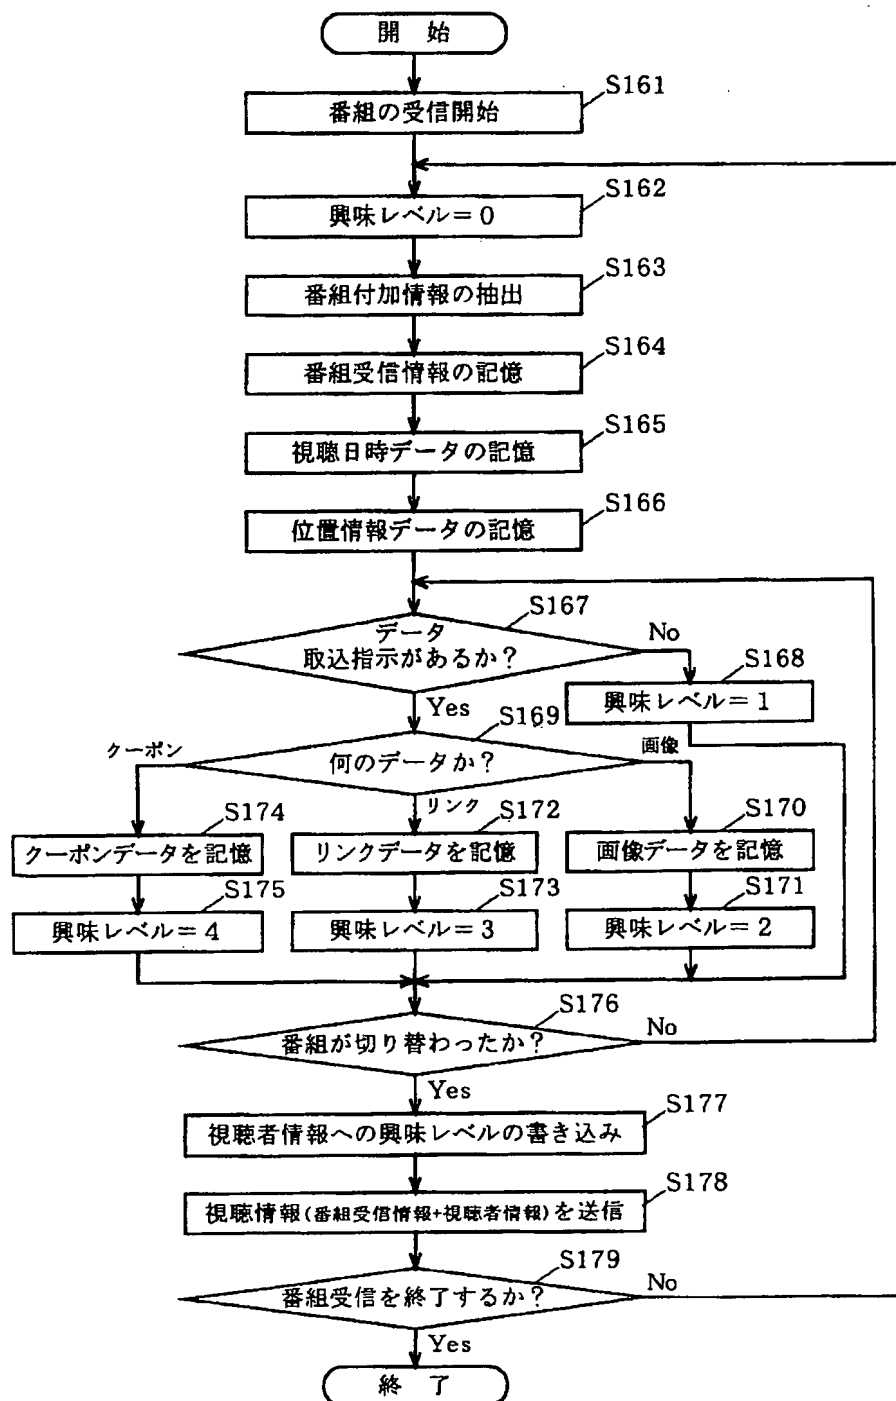 開 始
S161
番組の受信開始
S162
興味レベル=0
S163
番組付加情報の抽出
S164
番組受信情報の記憶
S165
視聴日時データの記憶
S166
位置情報データの記憶
S167
データ
取込指示があるか?
No
S168
興味レベル=1
Yes
S169
何のデータか?
クーポン
リンク
画像
S174
クーポンデータを記憶
S172
リンクデータを記憶
S170
画像データを記憶
S175
興味レベル=4
S173
興味レベル=3
S171
興味レベル=2
S176
番組が切り替わったか?
No
Yes
S177
視聴者情報への興味レベルの書き込み
S178
視聴情報(番組受信情報+視聴者情報)を送信
S179
番組受信を終了するか?
No
Yes
終 了